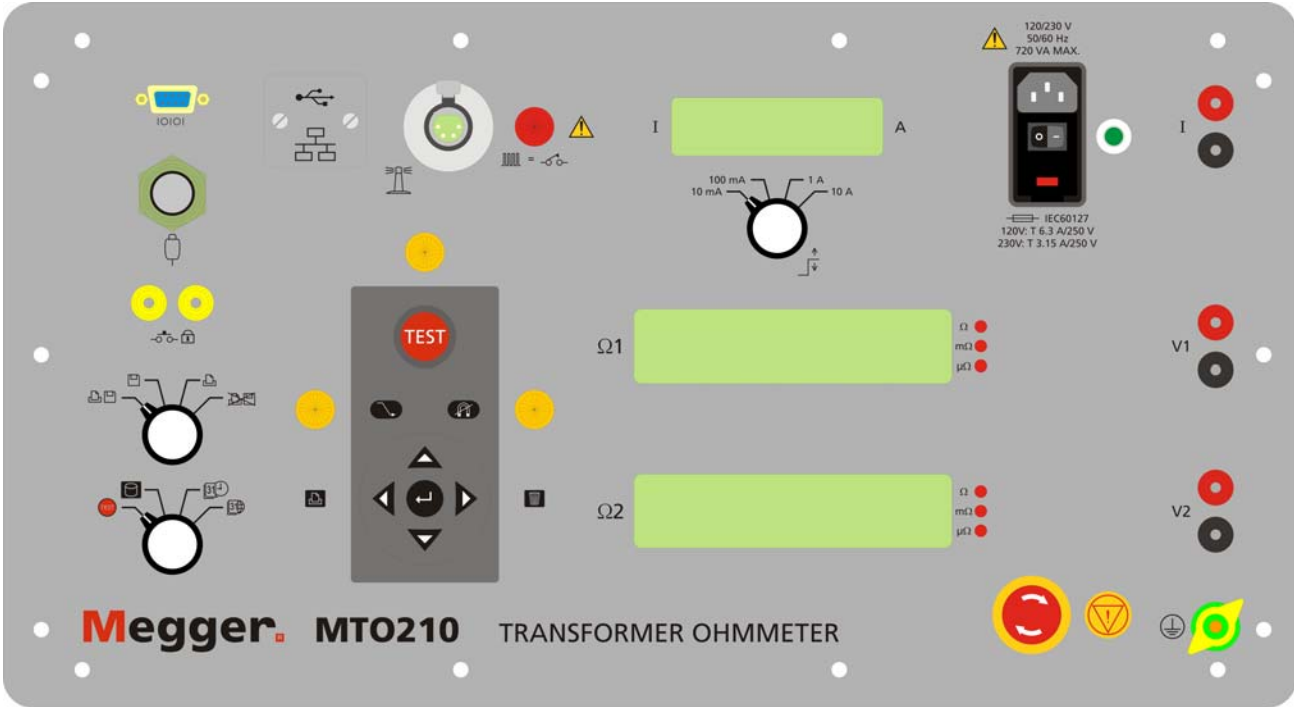 120/230 V
50/60 Hz
720 VA MAX.
IOIOI
I
A
I
=
100 mA
1 A
10 mA
10 A
IEC60127
120V: T 6.3 A/250 V
230V: T 3.15 A/250 V
TEST
Ω1
Ω
mΩ
µΩ
V1
31
TEST
31
Ω2
Ω
mΩ
µΩ
V2
Megger. MTO210 TRANSFORMER OHMMETER